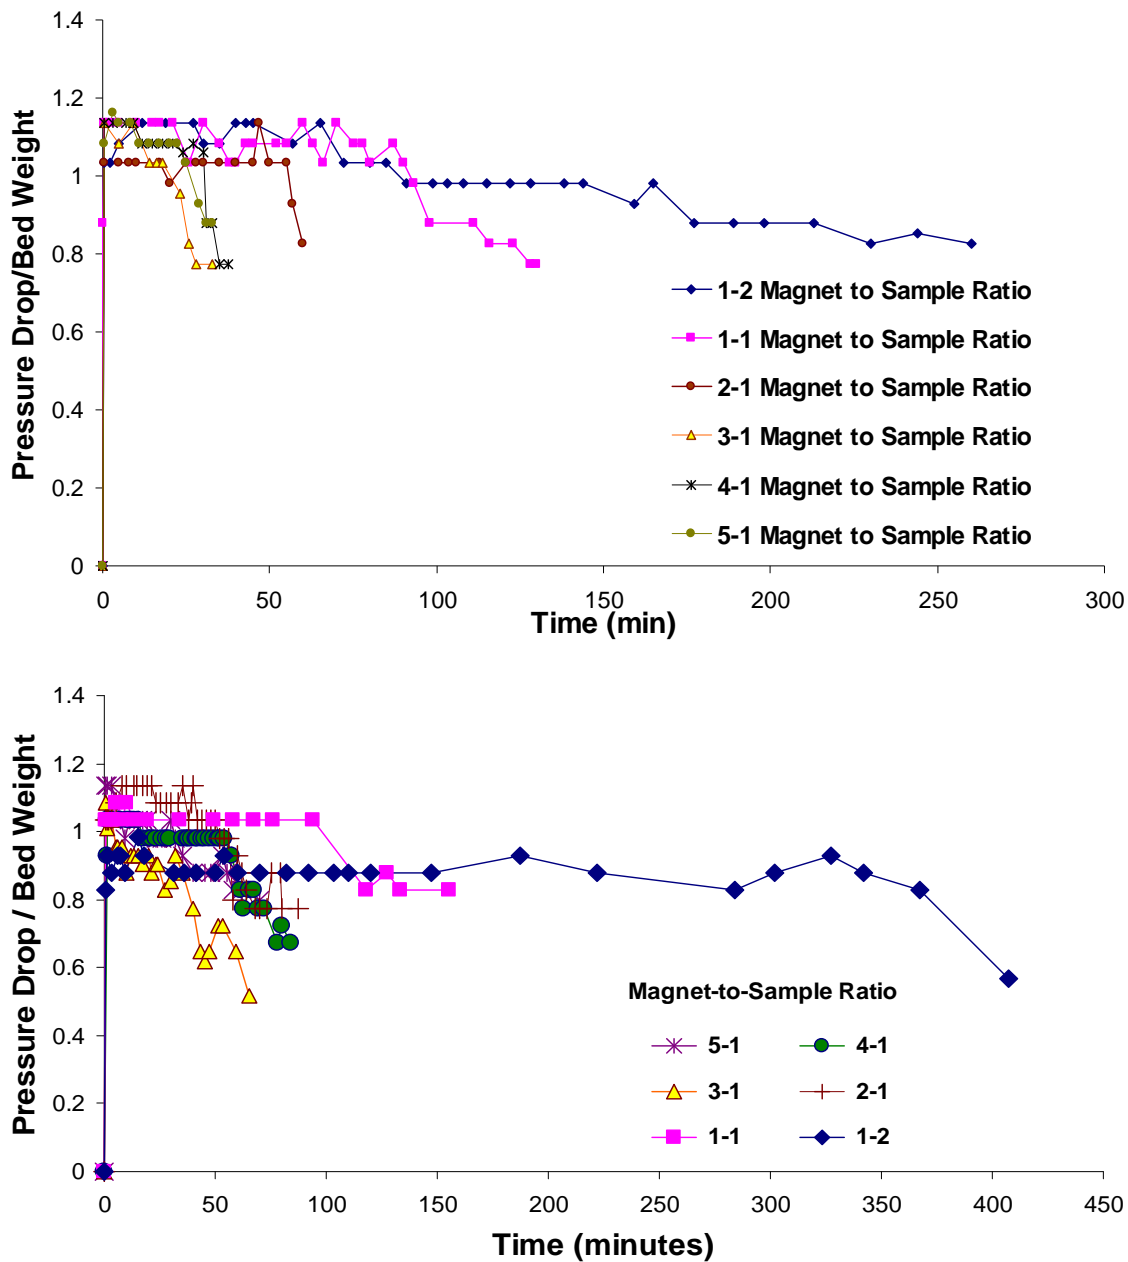 1.4
1.2
1
0.8
0.6
0.4
0.2
0
Pressure Drop/Bed Weight
1-2 Magnet to Sample Ratio
1-1 Magnet to Sample Ratio
2-1 Magnet to Sample Ratio
3-1 Magnet to Sample Ratio
4-1 Magnet to Sample Ratio
5-1 Magnet to Sample Ratio
0 50 100 150 200 250 300
Time (min)
1.4
1.2
1
0.8
0.6
0.4
0.2
0
Pressure Drop / Bed Weight
Magnet-to-Sample Ratio
5-1 4-1
3-1 2-1
1-1 1-2
0 50 100 150 200 250 300 350 400 450
Time (minutes)